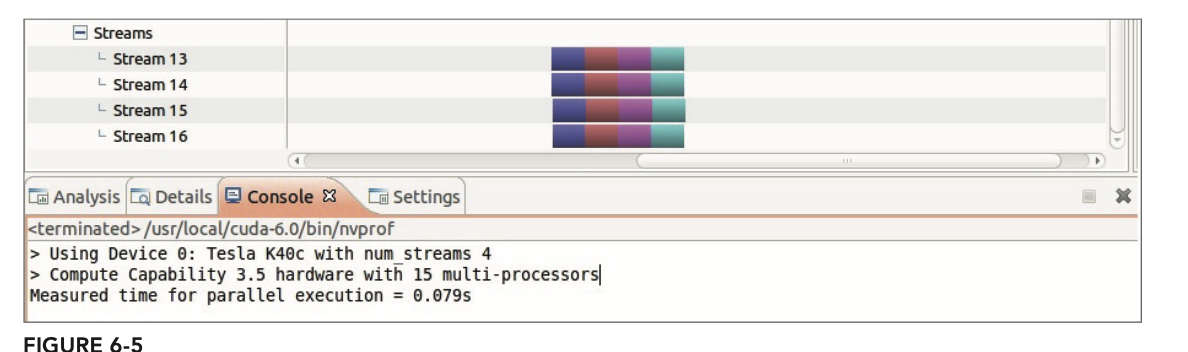 Streams
Stream 13
Stream 14
Stream 15
Stream 16
Analysis Details Console Settings
<terminated> /usr/local/cuda-6.0/bin/nvprof
> Using Device 0: Tesla K40c with num_streams 4
> Compute Capability 3.5 hardware with 15 multi-processors
Measured time for parallel execution = 0.079s
FIGURE 6-5